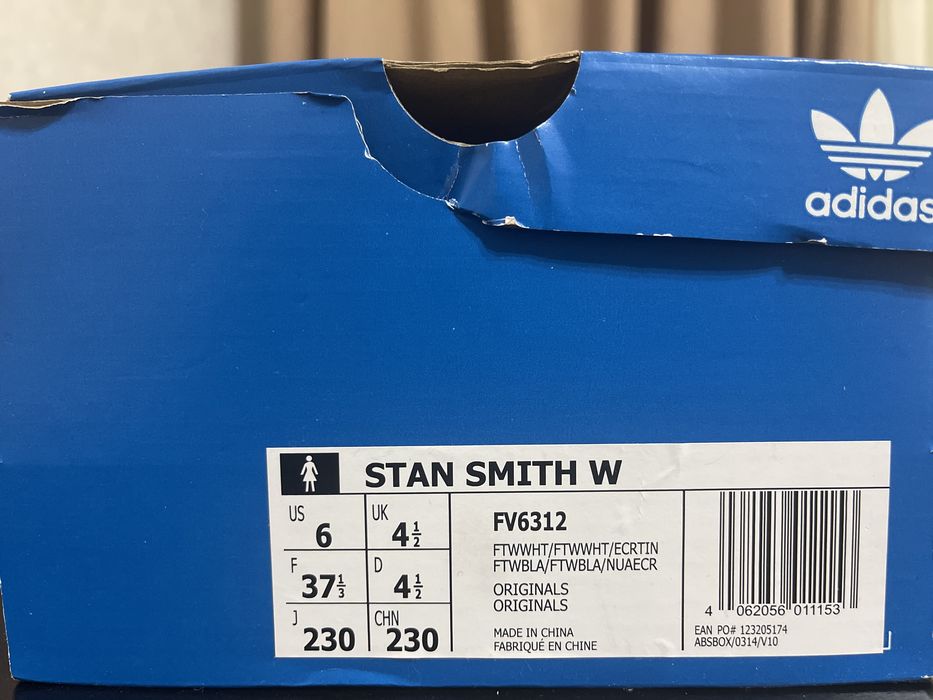 adidas
STAN SMITH W
US 6
UK 4½
F 37⅓
D 4½
J 230
CHN 230
FV6312
FTWWHT/FTWWHT/ECRTIN
FTWBLA/FTWBLA/NUAECR
ORIGINALS
ORIGINALS
MADE IN CHINA
FABRIQUÉ EN CHINE
4 062056 011153
EAN PO# 123205174
ABSBOX/0314/V10